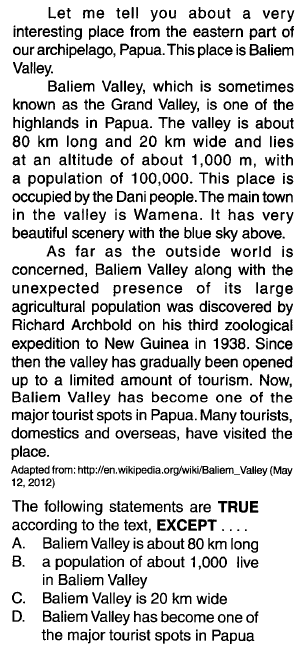 Let me tell you about a very
interesting place from the eastern part of
our archipelago, Papua. This place is Baliem
Valley.
Baliem Valley, which is sometimes
known as the Grand Valley, is one of the
highlands in Papua. The valley is about
80 km long and 20 km wide and lies
at an altitude of about 1,000 m, with
a population of 100,000. This place is
occupied by the Dani people. The main town
in the valley is Wamena. It has very
beautiful scenery with the blue sky above.
As far as the outside world is
concerned, Baliem Valley along with the
unexpected presence of its large
agricultural population was discovered by
Richard Archbold on his third zoological
expedition to New Guinea in 1938. Since
then the valley has gradually been opened
up to a limited amount of tourism. Now,
Baliem Valley has become one of the
major tourist spots in Papua. Many tourists,
domestics and overseas, have visited the
place.
Adapted from: http://en.wikipedia.org/wiki/Baliem_Valley (May
12, 2012)
The following statements are TRUE
according to the text, EXCEPT ....
A. Baliem Valley is about 80 km long
B. a population of about 1,000 live
in Baliem Valley
C. Baliem Valley is 20 km wide
D. Baliem Valley has become one of
the major tourist spots in Papua